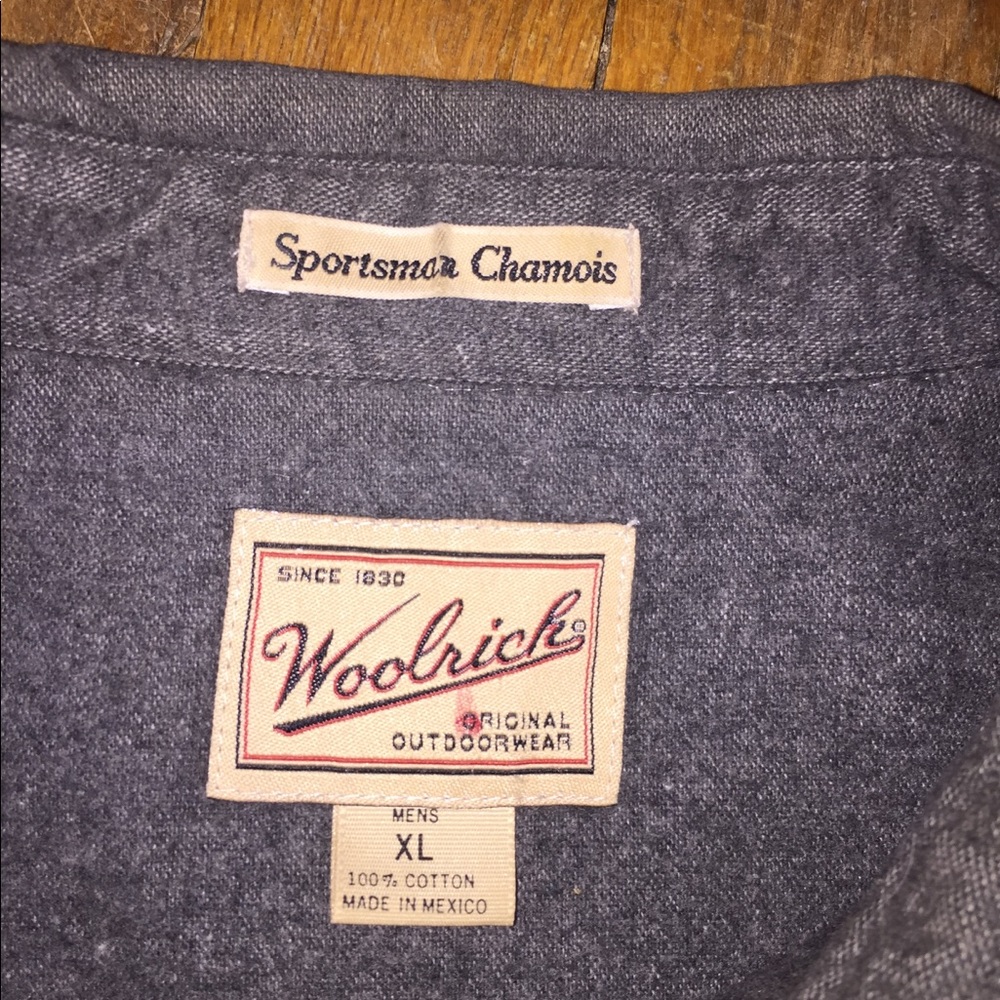 Sportsman Chamois
SINCE 1830
Woolrich®
ORIGINAL
OUTDOORWEAR
MENS
XL
100% COTTON
MADE IN MEXICO